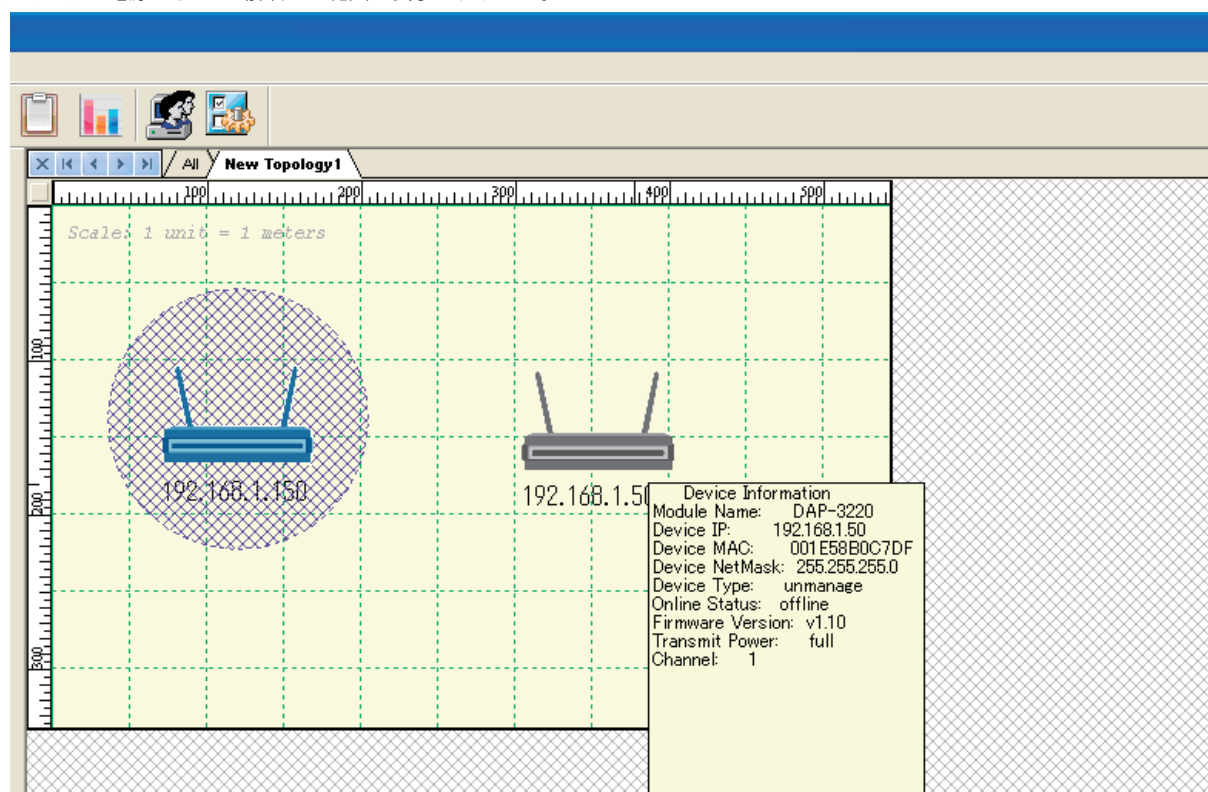 All New Topology1
100 200 300 400 500
Scale: 1 unit = 1 meters
100
200
300
192.168.1.150
192.168.1.50
Device Information
Module Name: DAP-3220
Device IP: 192.168.1.50
Device MAC: 001E58B0C7DF
Device NetMask: 255.255.255.0
Device Type: unmanage
Online Status: offline
Firmware Version: v1.10
Transmit Power: full
Channel: 1